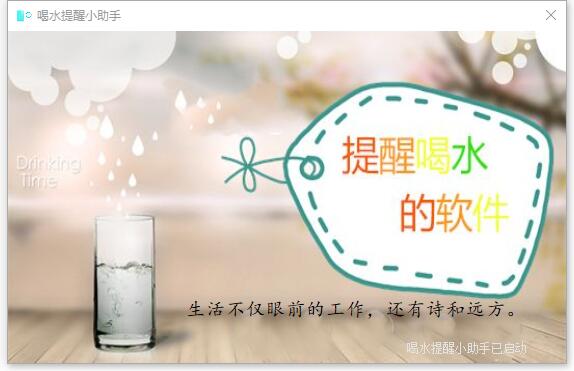 喝水提醒小助手
Drinking
Time
提醒喝水
的软件
生活不仅眼前的工作，还有诗和远方。
喝水提醒小助手已启动